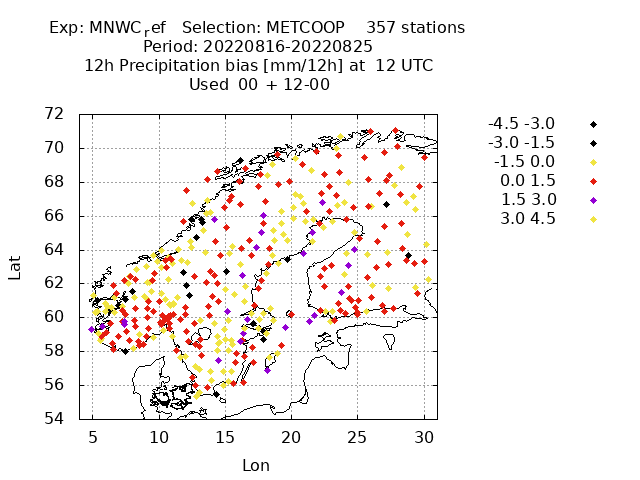 Exp: MNWCref   Selection: METCOOP    357 stations
Period: 20220816-20220825
12h Precipitation bias [mm/12h] at  12 UTC
Used  00  + 12-00
72
70
68
66
64
62
60
58
56
54
5 10 15 20 25 30
Lat
Lon
-4.5 -3.0
-3.0 -1.5
-1.5 0.0
0.0 1.5
1.5 3.0
3.0 4.5